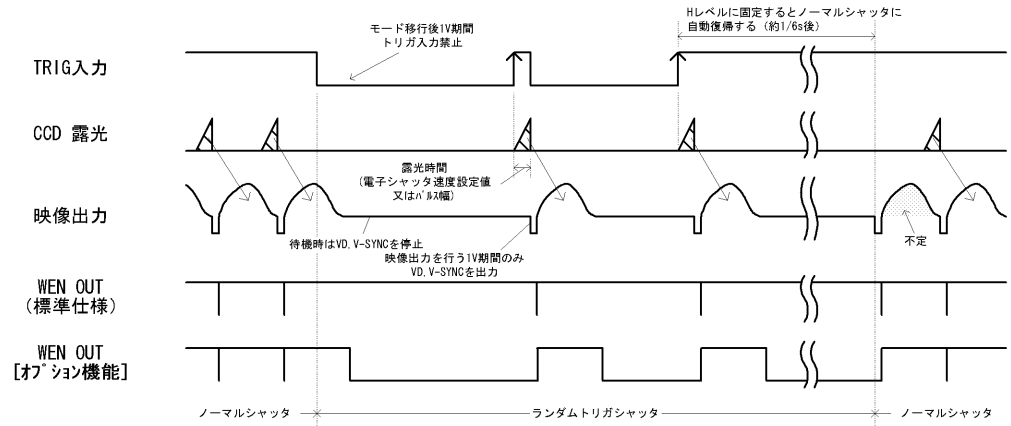 Hレベルに固定するとノーマルシャッタに
自動復帰する（約1/6s後）
モード移行後1V期間
トリガ入力禁止
TRIG入力
CCD 露光
露光時間
（電子シャッタ速度設定値
又はパルス幅）
映像出力
待機時はVD,V-SYNCを停止
映像出力を行う1V期間のみ
VD,V-SYNCを出力
不定
WEN OUT
（標準仕様）
WEN OUT
[オプション機能]
ノーマルシャッタ
ランダムトリガシャッタ
ノーマルシャッタ